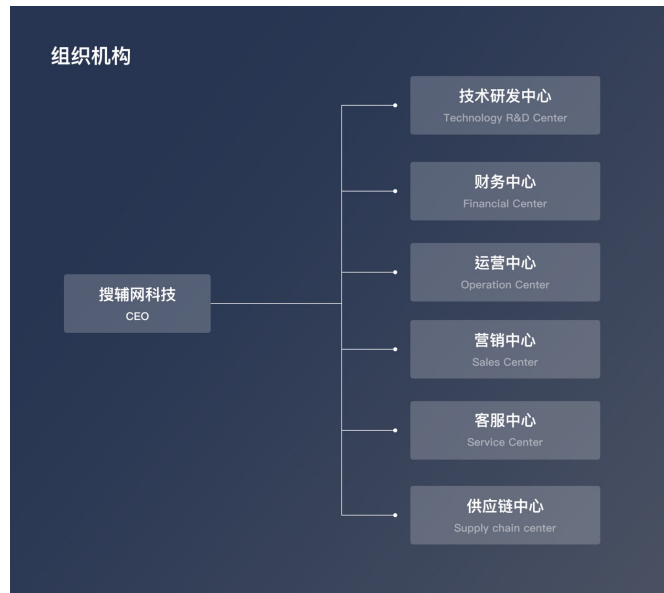 组织机构
技术研发中心
Technology R&D Center
财务中心
Financial Center
运营中心
Operation Center
搜辅网科技
CEO
营销中心
Sales Center
客服中心
Service Center
供应链中心
Supply chain center